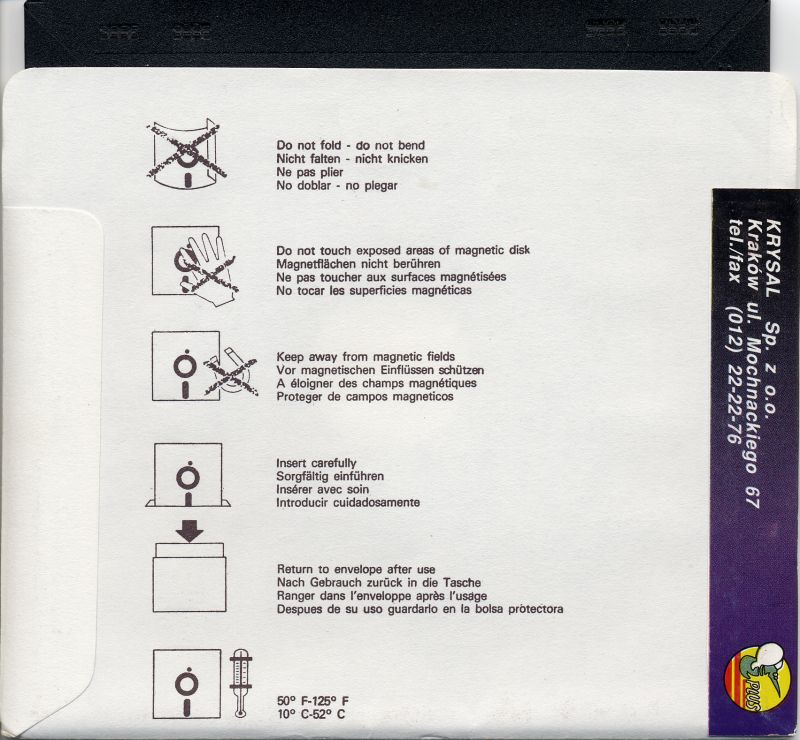 Do not fold - do not bend
Nicht falten - nicht knicken
Ne pas plier
No doblar - no plegar
Do not touch exposed areas of magnetic disk
Magnetflächen nicht berühren
Ne pas toucher aux surfaces magnétisées
No tocar les superficies magnéticas
Keep away from magnetic fields
Vor magnetischen Einflüssen schützen
A éloigner des champs magnétiques
Proteger de campos magneticos
Insert carefully
Sorgfältig einführen
Insérer avec soin
Introducir cuidadosamente
Return to envelope after use
Nach Gebrauch zurück in die Tasche
Ranger dans l'enveloppe après l'usage
Despues de su uso guardarlo en la bolsa protectora
50° F-125° F
10° C-52° C
KRYSAL Sp. z o.o.
Kraków ul. Mochnackiego 67
tel./fax (012) 22-22-76
PLUS